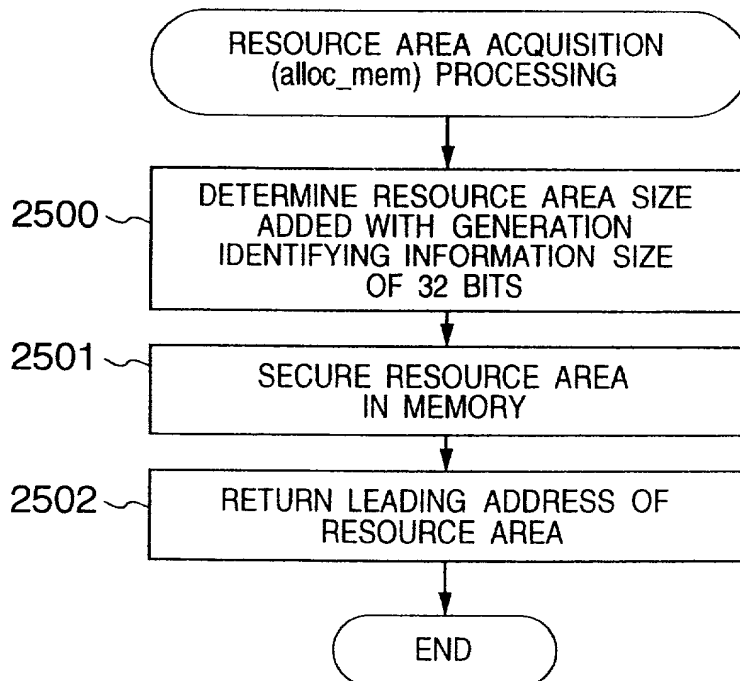 RESOURCE AREA ACQUISITION
(alloc_mem) PROCESSING
2500
DETERMINE RESOURCE AREA SIZE
ADDED WITH GENERATION
IDENTIFYING INFORMATION SIZE
OF 32 BITS
2501
SECURE RESOURCE AREA
IN MEMORY
2502
RETURN LEADING ADDRESS OF
RESOURCE AREA
END